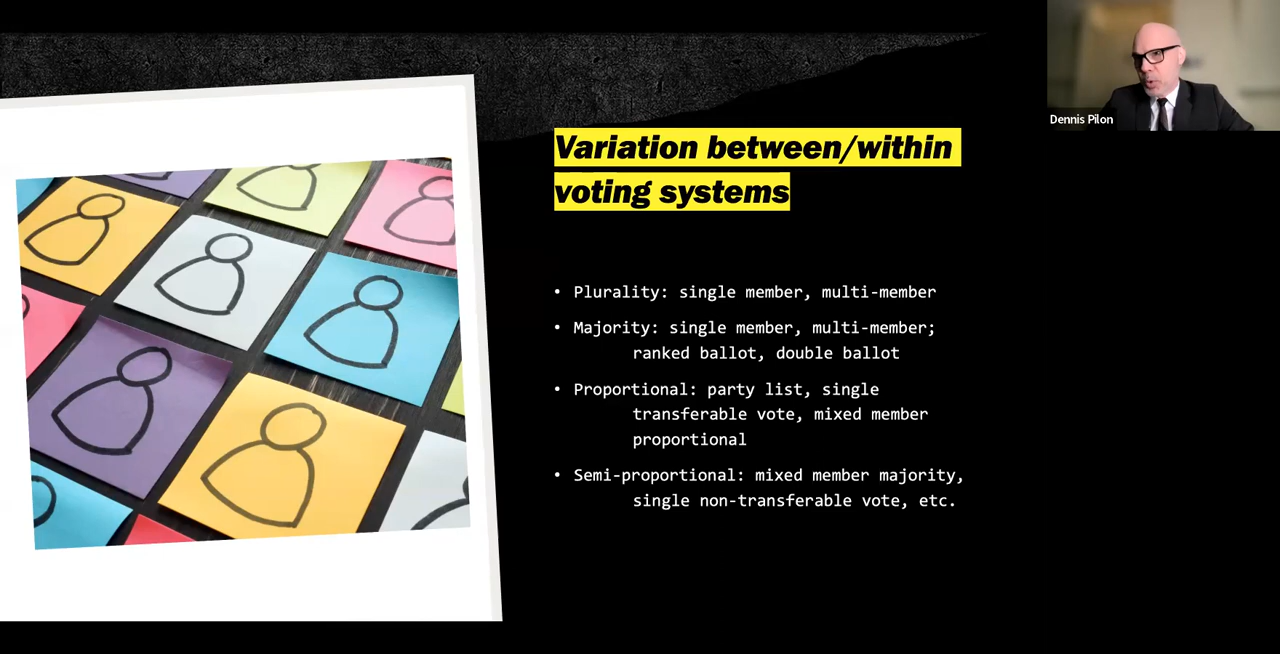 Dennis Pilon
Variation between/within
voting systems
• Plurality: single member, multi-member
• Majority: single member, multi-member;
ranked ballot, double ballot
• Proportional: party list, single
transferable vote, mixed member
proportional
• Semi-proportional: mixed member majority,
single non-transferable vote, etc.